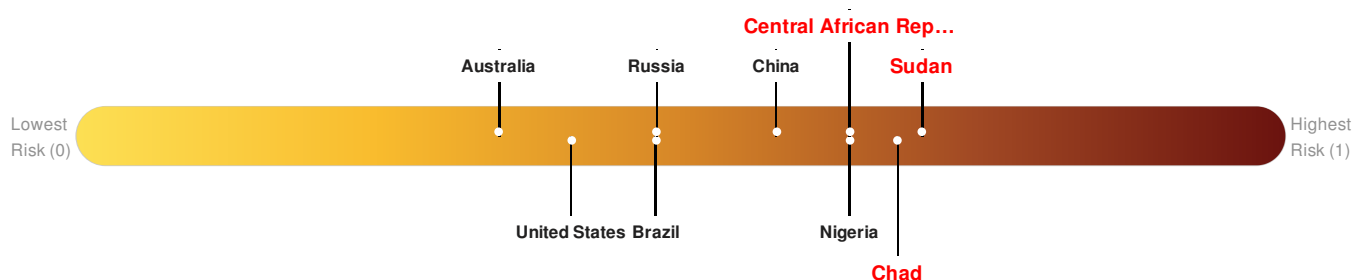 Central African Rep…
Australia
Russia
China
Sudan
Lowest
Risk (0)
Highest
Risk (1)
United States
Brazil
Nigeria
Chad